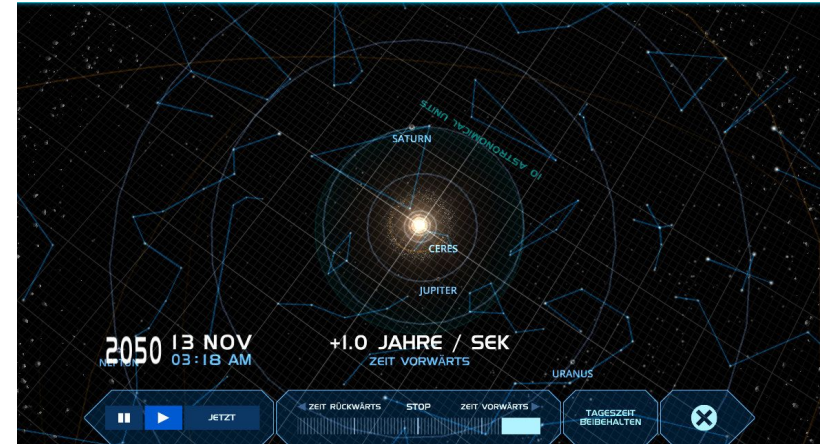 10 ASTRONOMICAL UNITS
SATURN
CERES
JUPITER
2050 13 NOV
03:18 AM
+1.0 JAHRE / SEK
ZEIT VORWÄRTS
NEPTUN
URANUS
JETZT
ZEIT RÜCKWÄRTS STOP ZEIT VORWÄRTS
TAGESZEIT
BEIBEHALTEN